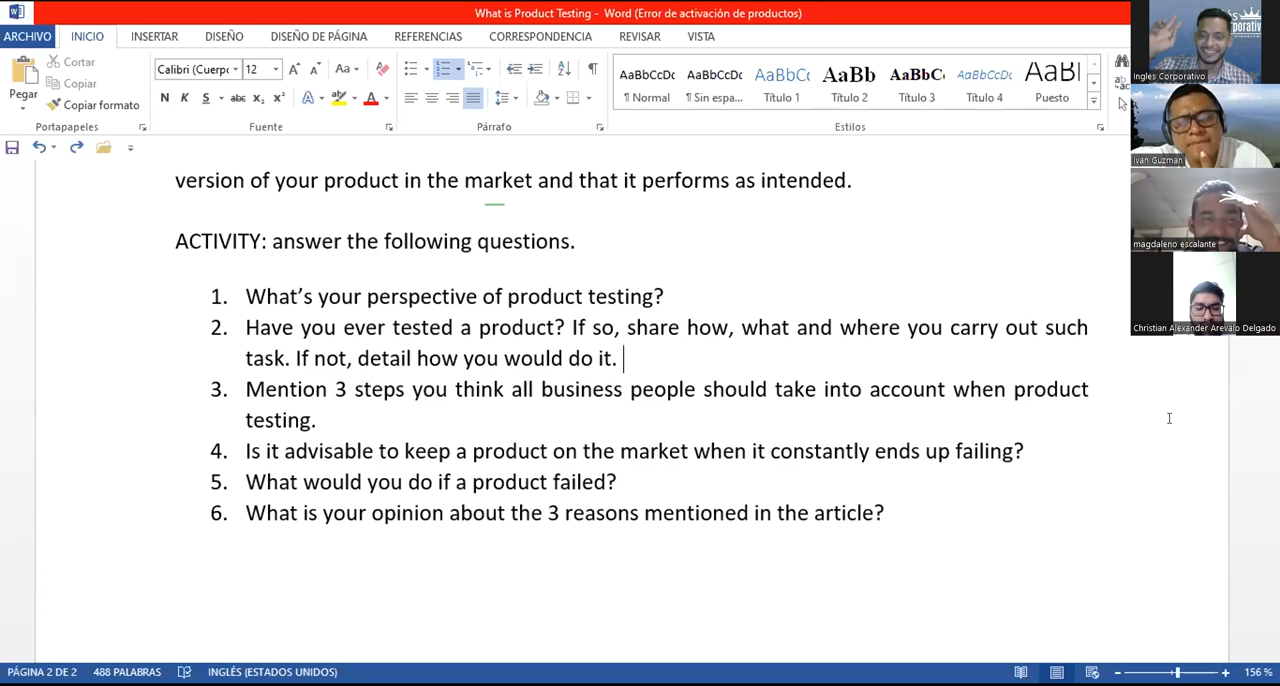 What is Product Testing - Word (Error de activación de productos)
ARCHIVO INICIO INSERTAR DISEÑO DISEÑO DE PÁGINA REFERENCIAS CORRESPONDENCIA REVISAR VISTA
Pegar
Cortar
Copiar
Copiar formato
Portapapeles
Calibri (Cuerpo 12
N K S abc x₂ x²
Fuente
Párrafo
AaBbCcDc AaBbCcDc AaBbCc AaBb AaBbC AaBbCcD AaBl
¶ Normal ¶ Sin espa... Título 1 Título 2 Título 3 Título 4 Puesto
Estilos
Ingles Corporativo
ivan Guzman
magdaleno escalante
Christian Alexander Arevalo Delgado
version of your product in the market and that it performs as intended.
ACTIVITY: answer the following questions.
1. What's your perspective of product testing?
2. Have you ever tested a product? If so, share how, what and where you carry out such
task. If not, detail how you would do it.
3. Mention 3 steps you think all business people should take into account when product
testing.
4. Is it advisable to keep a product on the market when it constantly ends up failing?
5. What would you do if a product failed?
6. What is your opinion about the 3 reasons mentioned in the article?
PÁGINA 2 DE 2 488 PALABRAS INGLÉS (ESTADOS UNIDOS) 156 %